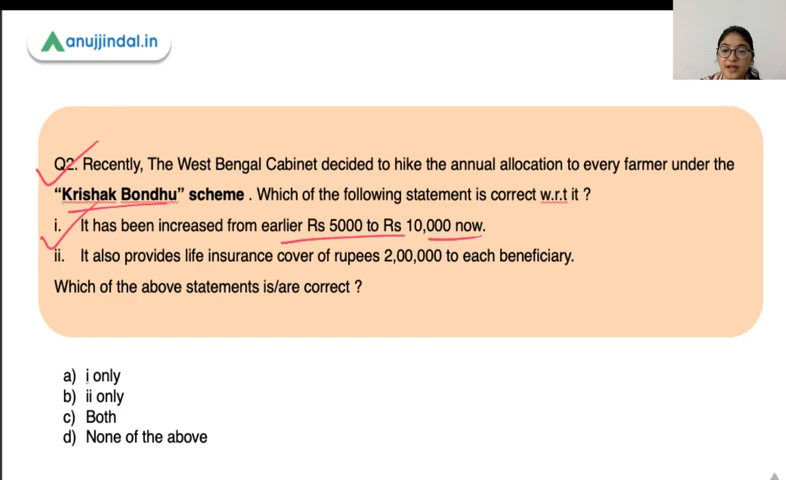 anujjindal.in
Q2. Recently, The West Bengal Cabinet decided to hike the annual allocation to every farmer under the
“Krishak Bondhu” scheme . Which of the following statement is correct w.r.t it ?
i. It has been increased from earlier Rs 5000 to Rs 10,000 now.
ii. It also provides life insurance cover of rupees 2,00,000 to each beneficiary.
Which of the above statements is/are correct ?
a) i only
b) ii only
c) Both
d) None of the above